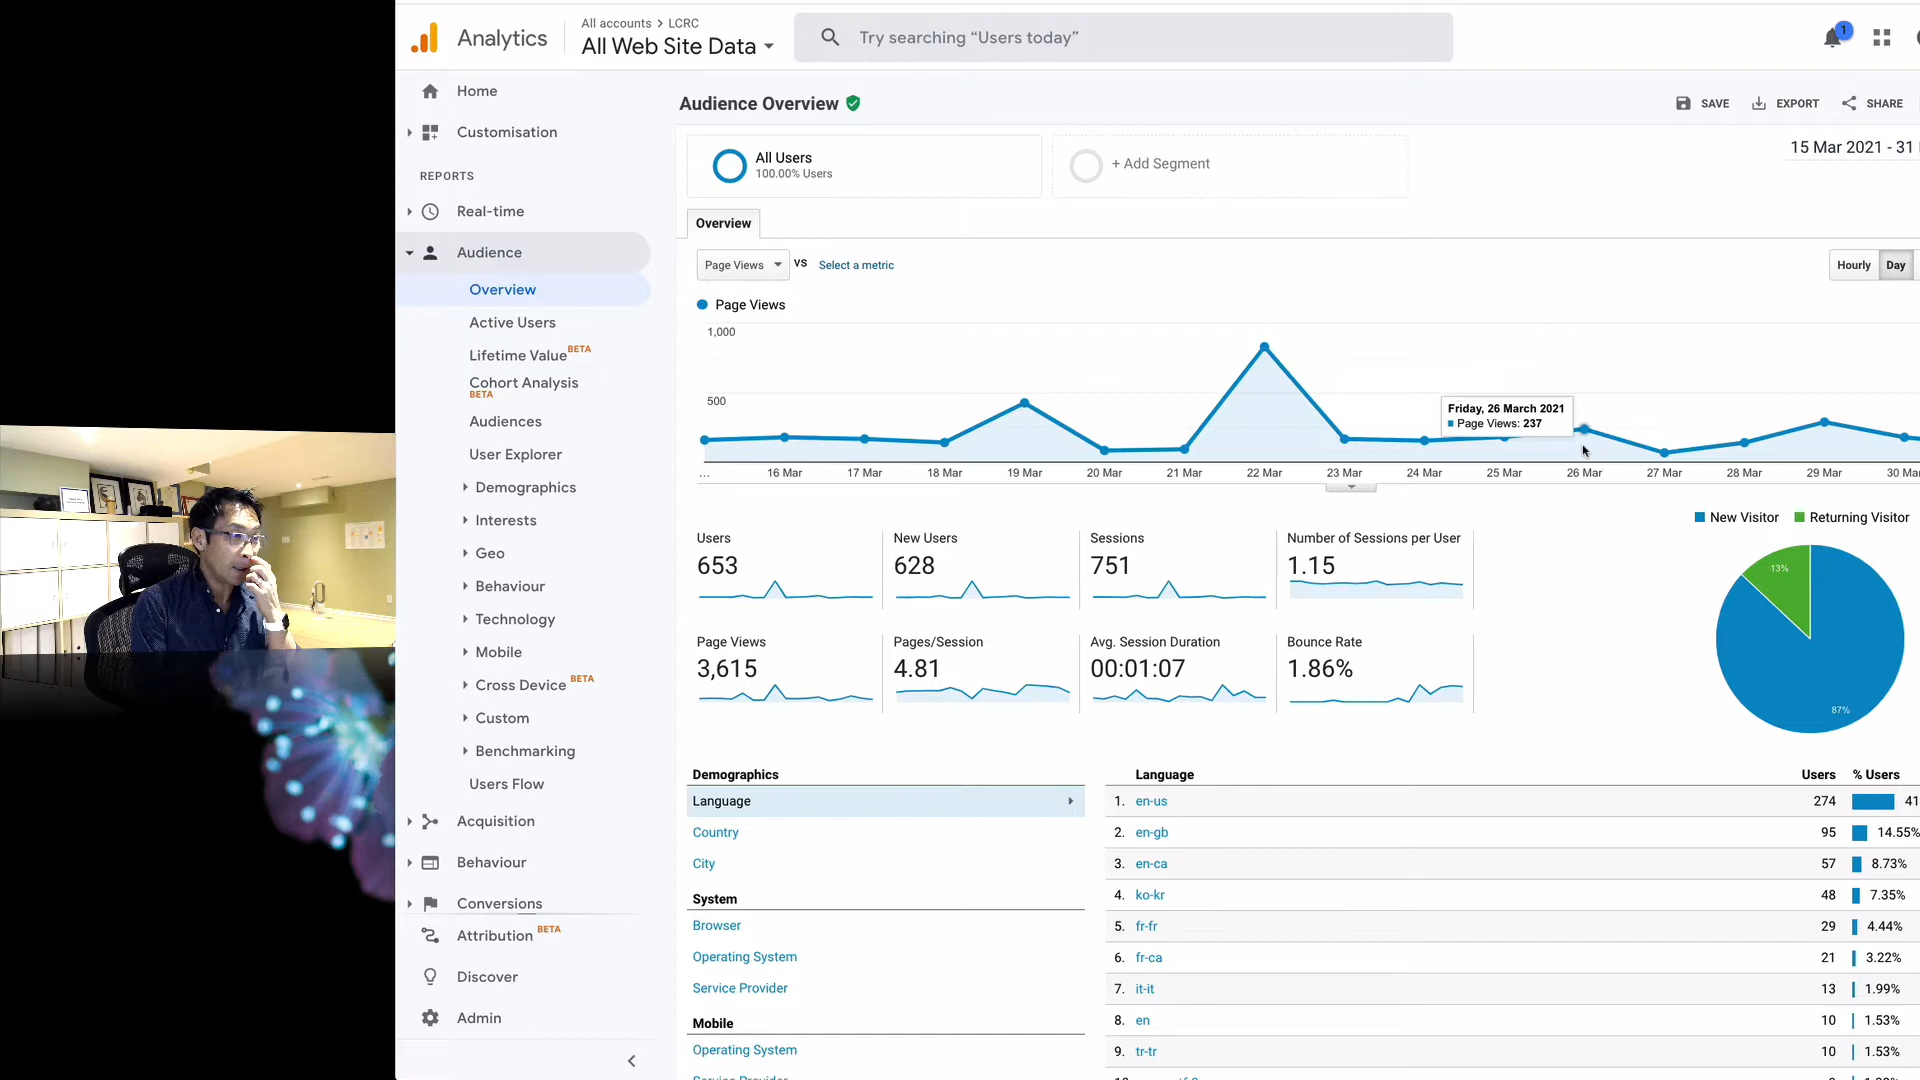 Analytics
All accounts > LCRC
All Web Site Data
Try searching “Users today”
1
Home
Customisation
REPORTS
Real-time
Audience
Overview
Active Users
Lifetime Value BETA
Cohort Analysis
BETA
Audiences
User Explorer
Demographics
Interests
Geo
Behaviour
Technology
Mobile
Cross Device BETA
Custom
Benchmarking
Users Flow
Acquisition
Behaviour
Conversions
Attribution BETA
Discover
Admin
Audience Overview
SAVE
EXPORT
SHARE
All Users
100.00% Users
+ Add Segment
15 Mar 2021 - 31
Overview
Page Views
VS
Select a metric
Hourly
Day
Page Views
1,000
500
Friday, 26 March 2021
Page Views: 237
...
16 Mar
17 Mar
18 Mar
19 Mar
20 Mar
21 Mar
22 Mar
23 Mar
24 Mar
25 Mar
26 Mar
27 Mar
28 Mar
29 Mar
30 Mar
New Visitor
Returning Visitor
Users
653
New Users
628
Sessions
751
Number of Sessions per User
1.15
Page Views
3,615
Pages/Session
4.81
Avg. Session Duration
00:01:07
Bounce Rate
1.86%
13%
87%
Demographics
Language
Country
City
System
Browser
Operating System
Service Provider
Mobile
Operating System
Language Users % Users
1. en-us 274 41
2. en-gb 95 14.55%
3. en-ca 57 8.73%
4. ko-kr 48 7.35%
5. fr-fr 29 4.44%
6. fr-ca 21 3.22%
7. it-it 13 1.99%
8. en 10 1.53%
9. tr-tr 10 1.53%